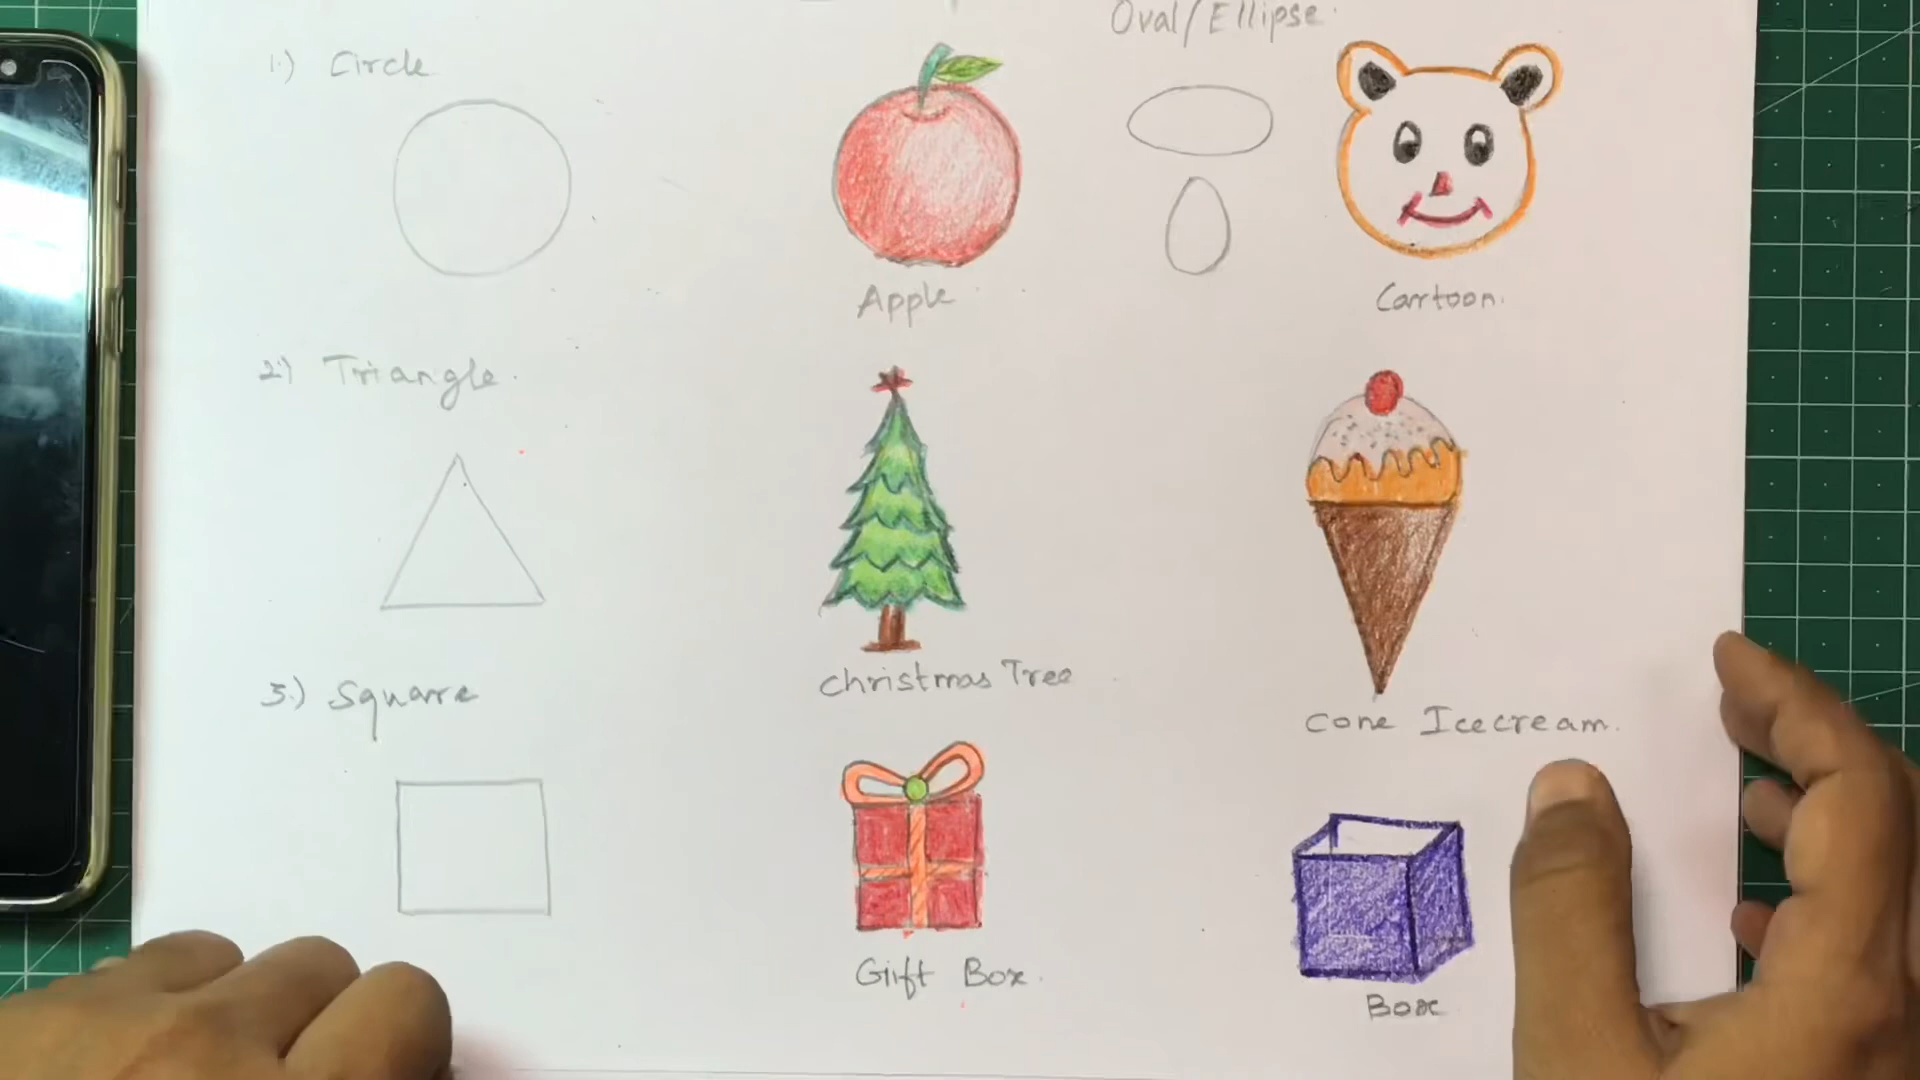 Oval/Ellipse.
1.) Circle
Apple
Cartoon.
2.) Triangle.
Christmas Tree
Cone Icecream.
3.) Square
Gift Box.
Box